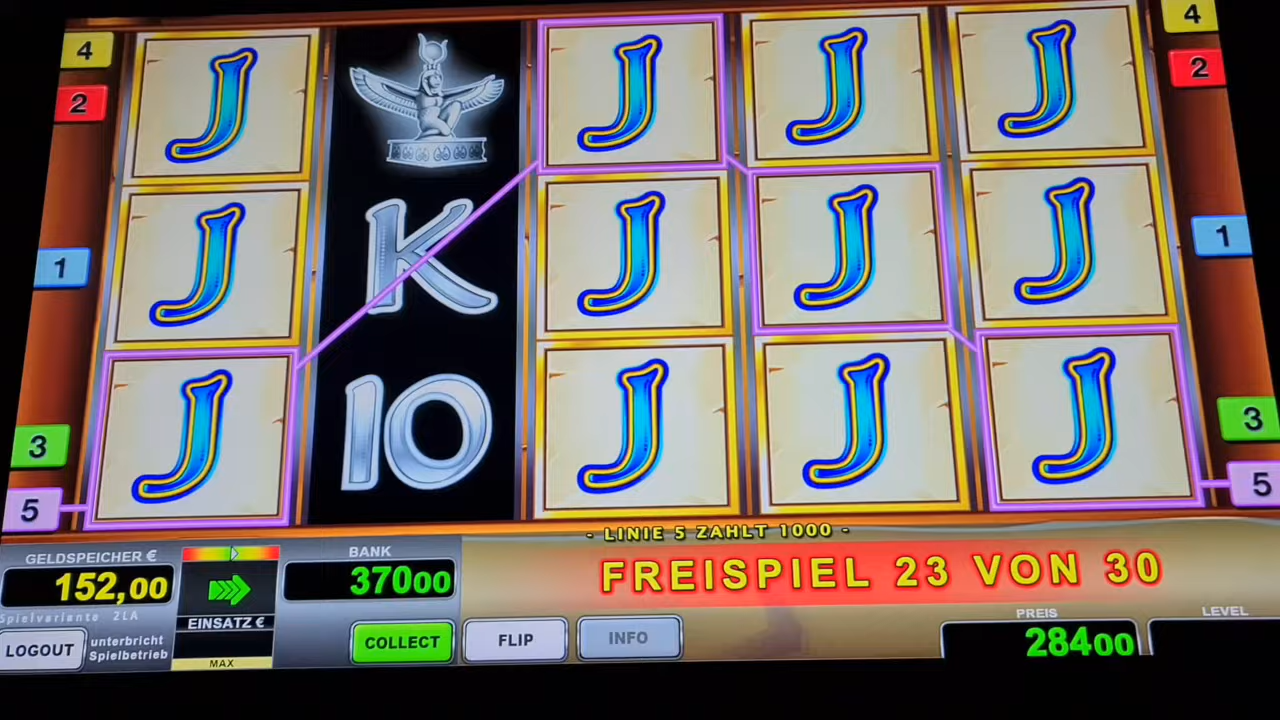 4 J J J J 4
2 2
1 J K J J J 1
3 J 10 J J J 3
5 5
- LINIE 5 ZAHLT 1000 -
FREISPIEL 23 VON 30
GELDSPEICHER €
152,00
Spielvariante 2LA
LOGOUT
unterbricht
Spielbetrieb
EINSATZ €
MAX
BANK
37000
COLLECT
FLIP
INFO
PREIS
28400
LEVEL